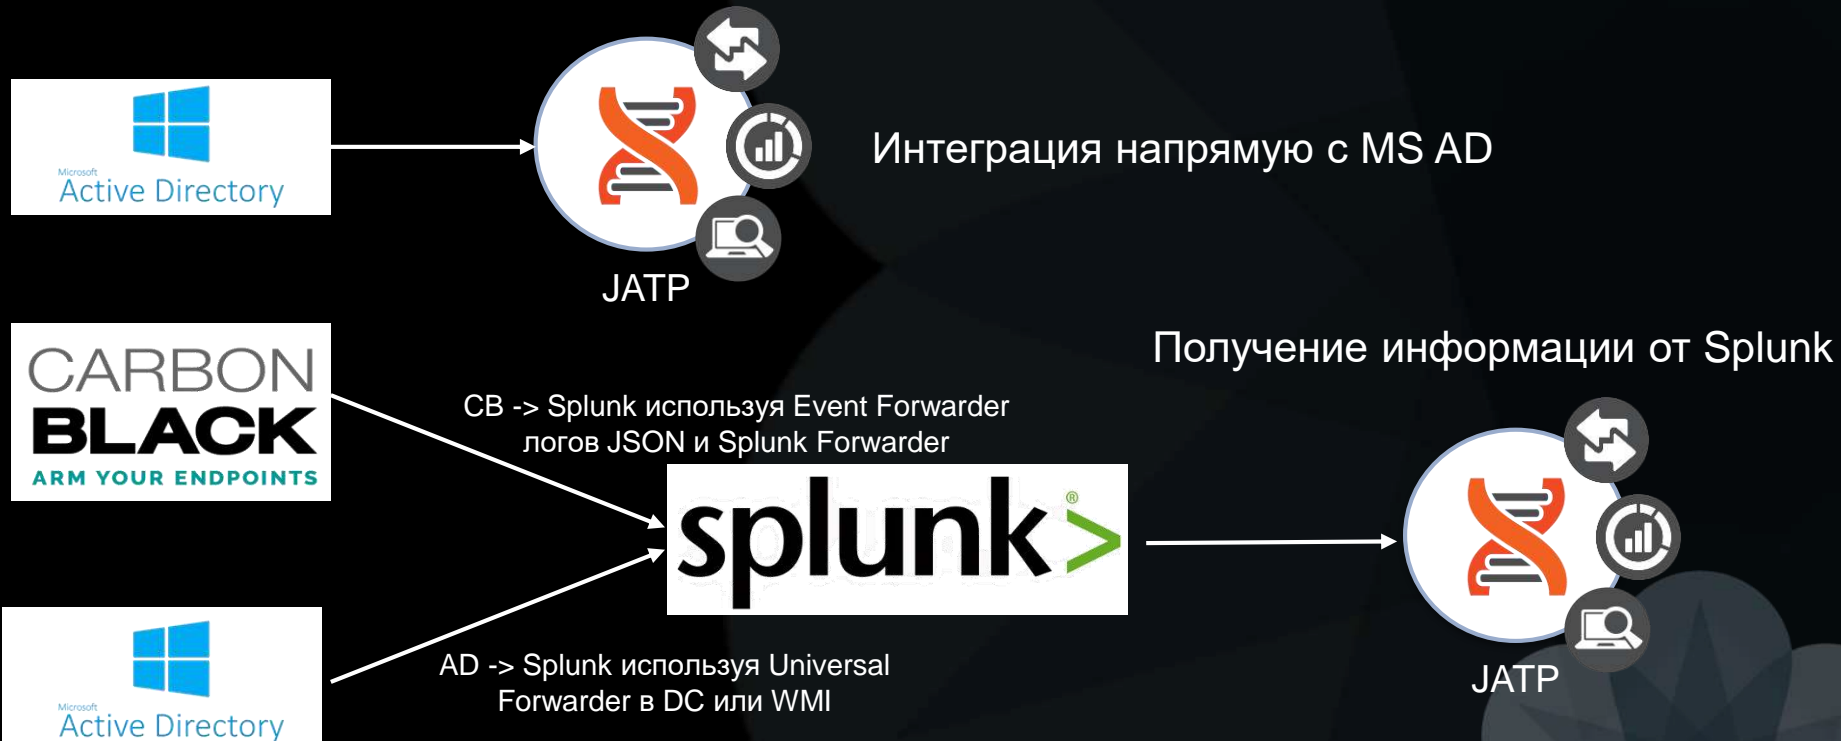 Microsoft
Active Directory
Интеграция напрямую с MS AD
JATP
CARBON
BLACK
ARM YOUR ENDPOINTS
Получение информации от Splunk
CB -> Splunk используя Event Forwarder
логов JSON и Splunk Forwarder
splunk>®
AD -> Splunk используя Universal
Forwarder в DC или WMI
JATP
Microsoft
Active Directory